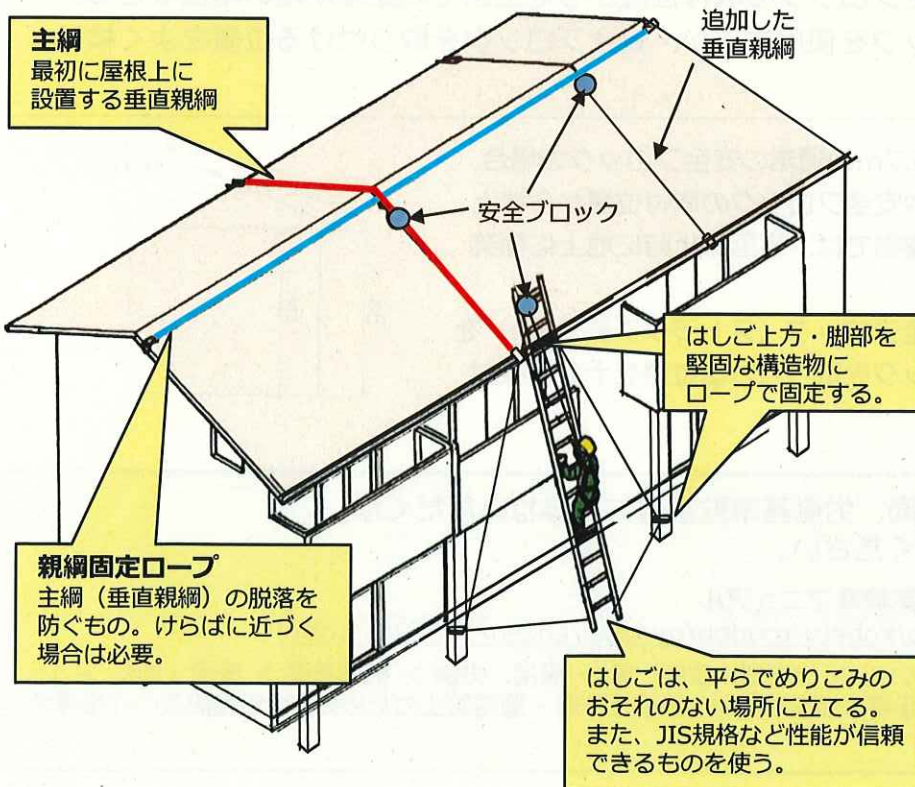 主綱
最初に屋根上に
設置する垂直親綱
追加した
垂直親綱
安全ブロック
はしご上方・脚部を
堅固な構造物に
ロープで固定する。
親綱固定ロープ
主綱（垂直親綱）の脱落を
防ぐもの。けらばに近づく
場合は必要。
はしごは、平らでめりこみの
おそれのない場所に立てる。
また、JIS規格など性能が信頼
できるものを使う。